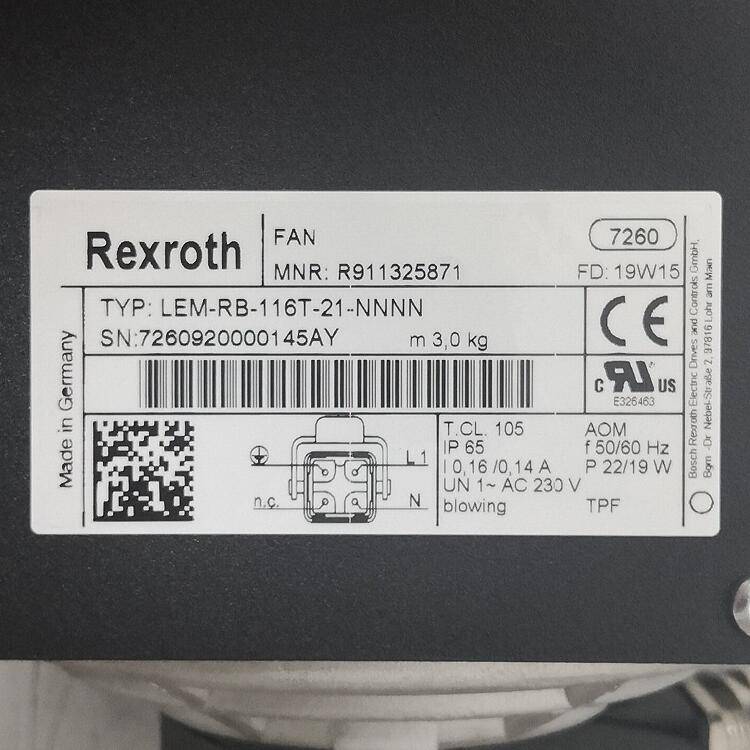 Rexroth
FAN
7260
MNR: R911325871
FD: 19W15
TYP: LEM-RB-116T-21-NNNN
SN:7260920000145AY
m 3,0 kg
CE
c RU US
E326463
Made in Germany
L1
n.c.
N
T.CL. 105
IP 65
I 0,16/0,14 A
UN 1~ AC 230 V
blowing
AOM
f 50/60 Hz
P 22/19 W
TPF
Bosch Rexroth Electric Drives and Controls GmbH,
Bgm.-Dr.-Nebel-Straße 2, 97816 Lohr am Main